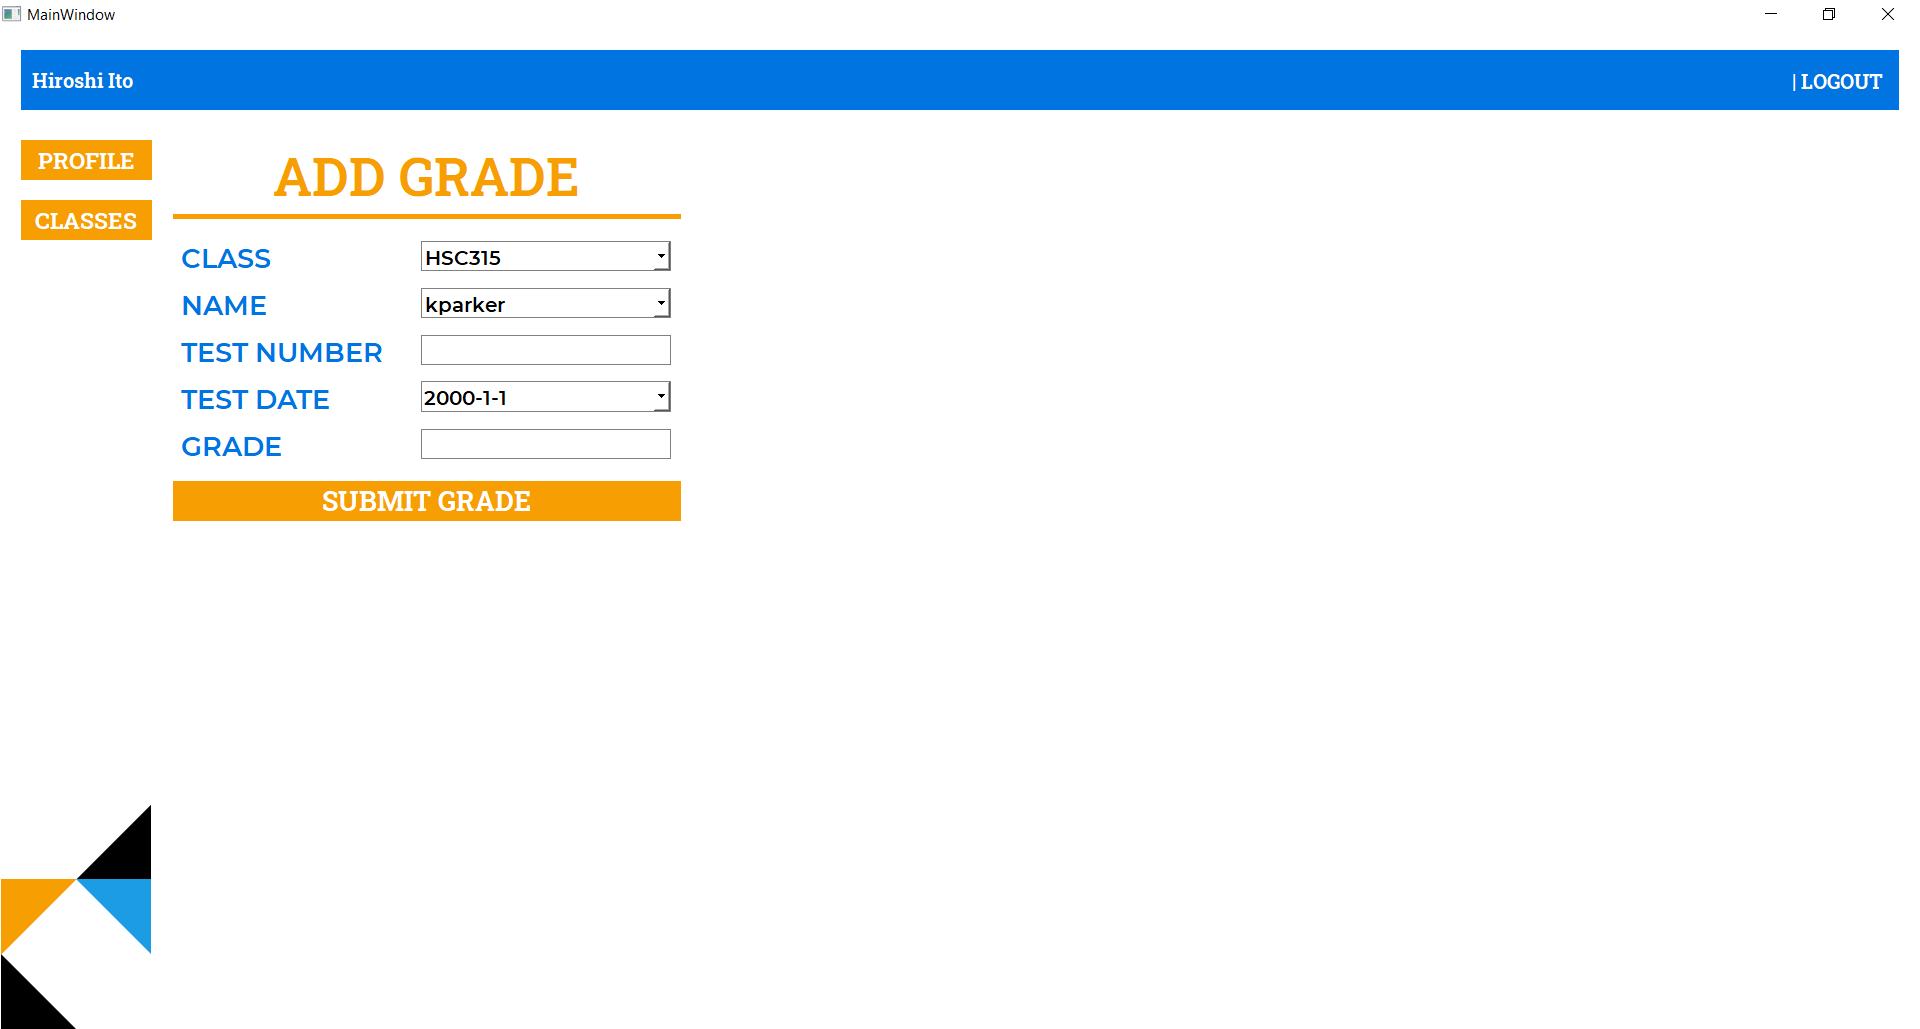 MainWindow
Hiroshi Ito
| LOGOUT
PROFILE
CLASSES
ADD GRADE
CLASS
HSC315
NAME
kparker
TEST NUMBER
TEST DATE
2000-1-1
GRADE
SUBMIT GRADE